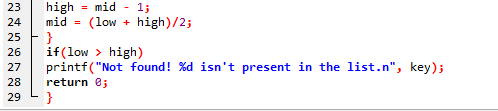 23 high = mid - 1;
24 mid = (low + high)/2;
25 }
26 if(low > high)
27 printf("Not found! %d isn't present in the list.n", key);
28 return 0;
29 }